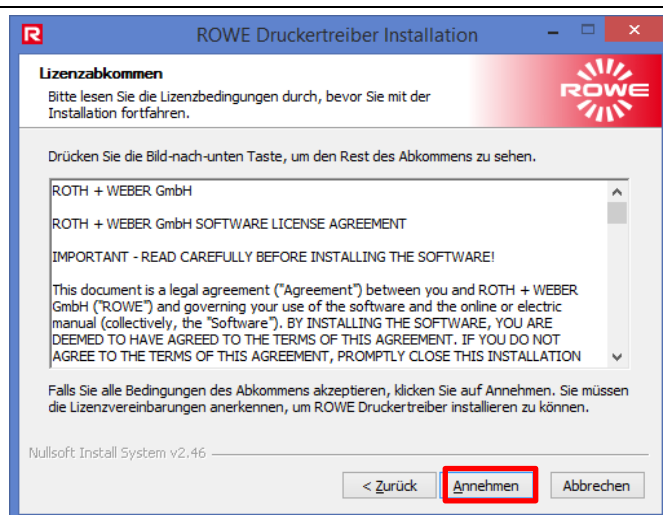 ROWE Druckertreiber Installation
Lizenzabkommen
Bitte lesen Sie die Lizenzbedingungen durch, bevor Sie mit der
Installation fortfahren.
ROWE
Drücken Sie die Bild-nach-unten Taste, um den Rest des Abkommens zu sehen.
ROTH + WEBER GmbH
ROTH + WEBER GmbH SOFTWARE LICENSE AGREEMENT
IMPORTANT - READ CAREFULLY BEFORE INSTALLING THE SOFTWARE!
This document is a legal agreement ("Agreement") between you and ROTH + WEBER
GmbH ("ROWE") and governing your use of the software and the online or electric
manual (collectively, the "Software"). BY INSTALLING THE SOFTWARE, YOU ARE
DEEMED TO HAVE AGREED TO THE TERMS OF THIS AGREEMENT. IF YOU DO NOT
AGREE TO THE TERMS OF THIS AGREEMENT, PROMPTLY CLOSE THIS INSTALLATION
Falls Sie alle Bedingungen des Abkommens akzeptieren, klicken Sie auf Annehmen. Sie müssen
die Lizenzvereinbarungen anerkennen, um ROWE Druckertreiber installieren zu können.
Nullsoft Install System v2.46
< Zurück Annehmen Abbrechen